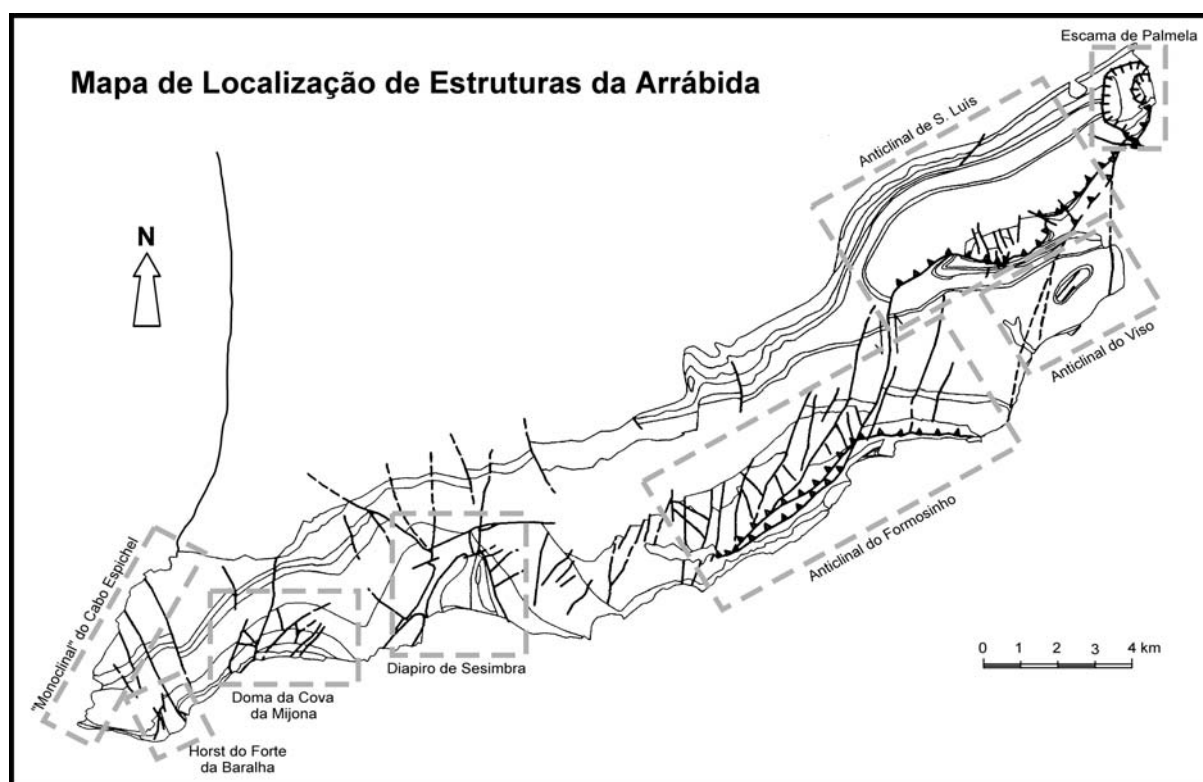 Escama de Palmela
Mapa de Localização de Estruturas da Arrábida
Anticlinal de S. Luís
N
Anticlinal do Viso
Anticlinal do Formosinho
"Monoclinal" do Cabo Espichel
Diapiro de Sesimbra
0 1 2 3 4 km
Doma da Cova
da Mijona
Horst do Forte
da Baralha